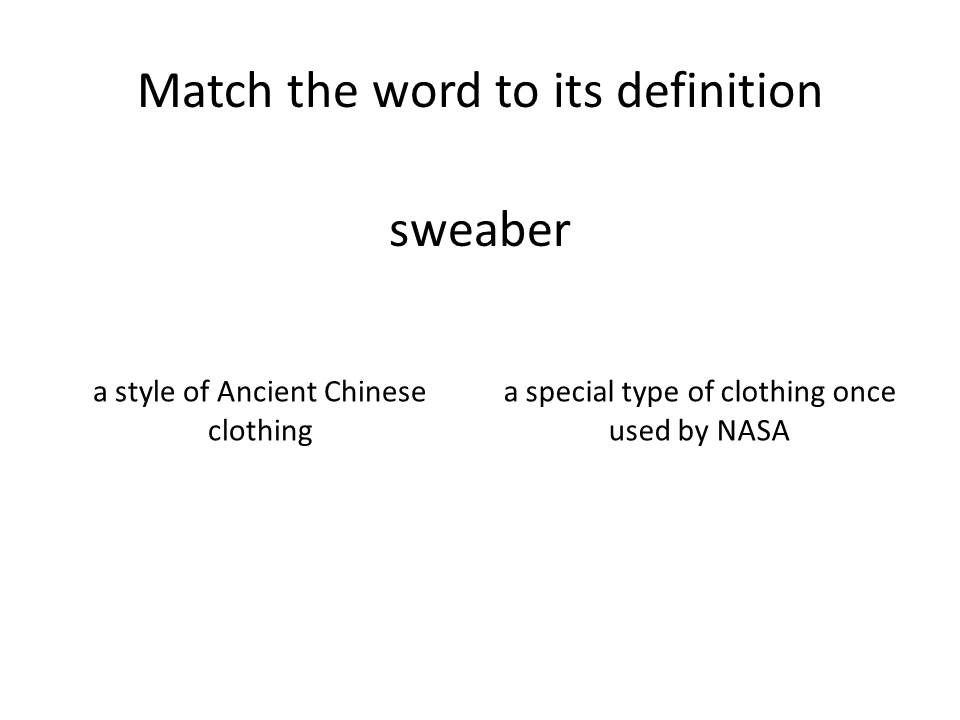 Match the word to its definition
sweaber
a style of Ancient Chinese
clothing
a special type of clothing once
used by NASA